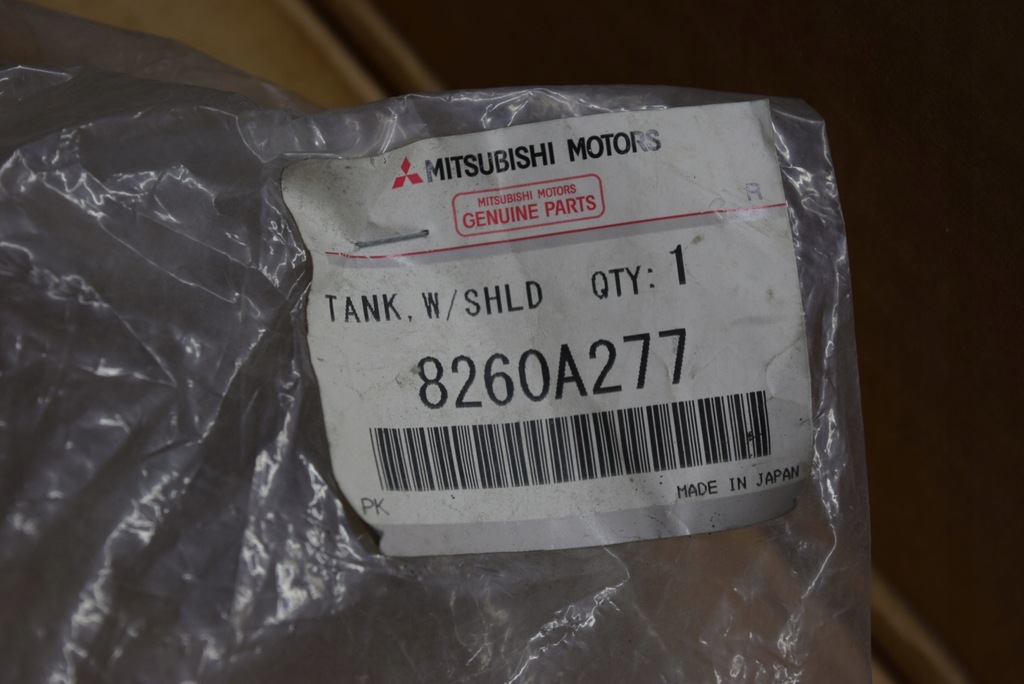 MITSUBISHI MOTORS
MITSUBISHI MOTORS
GENUINE PARTS
R
TANK, W/SHLD QTY: 1
8260A277
PK MADE IN JAPAN